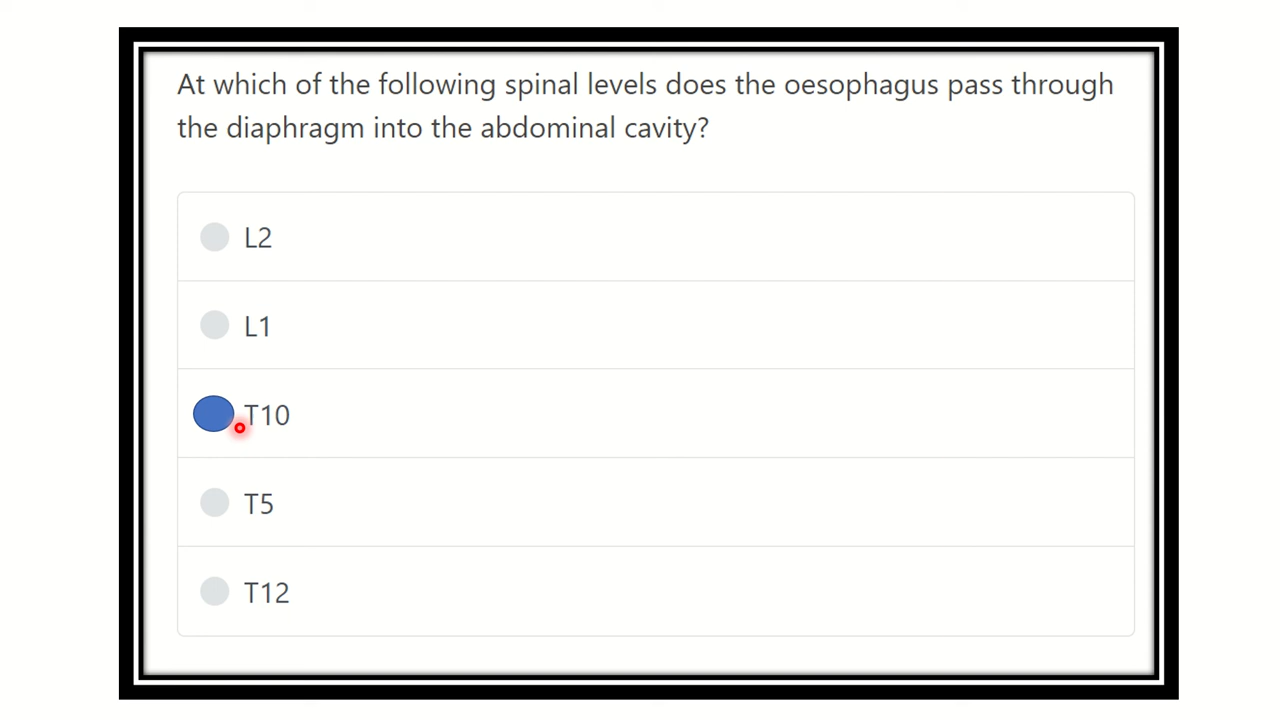 At which of the following spinal levels does the oesophagus pass through
the diaphragm into the abdominal cavity?
L2
L1
T10
T5
T12